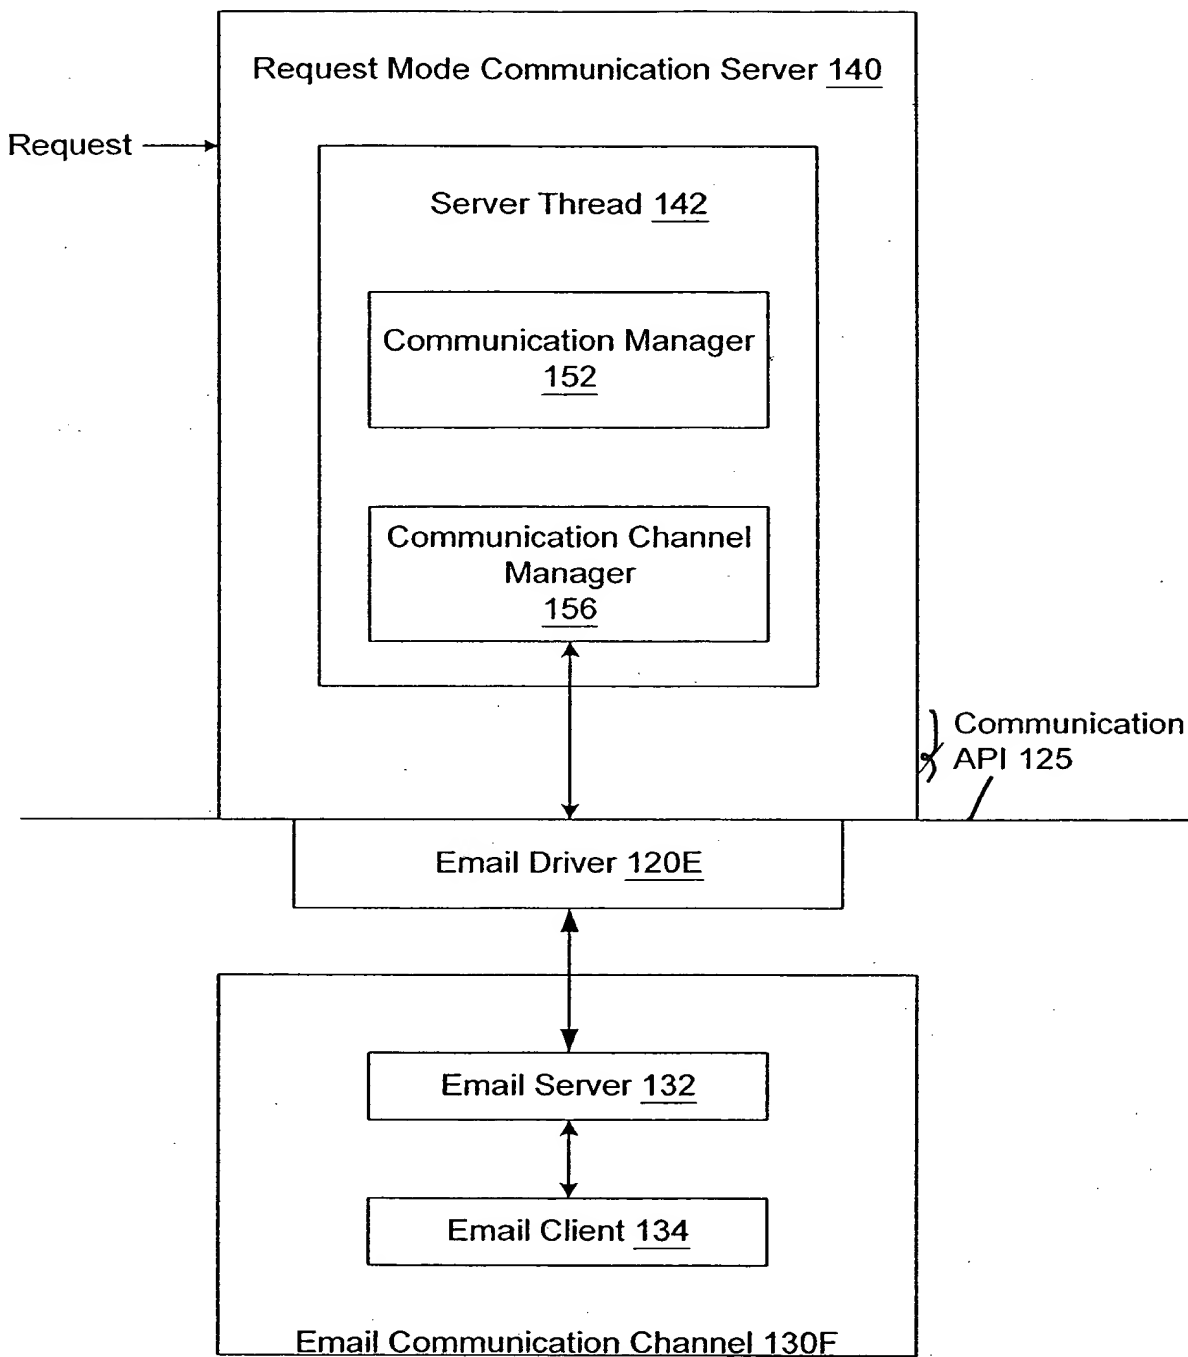 Request Mode Communication Server 140
Request
Server Thread 142
Communication Manager
152
Communication Channel
Manager
156
Communication
API 125
Email Driver 120E
Email Server 132
Email Client 134
Email Communication Channel 130F